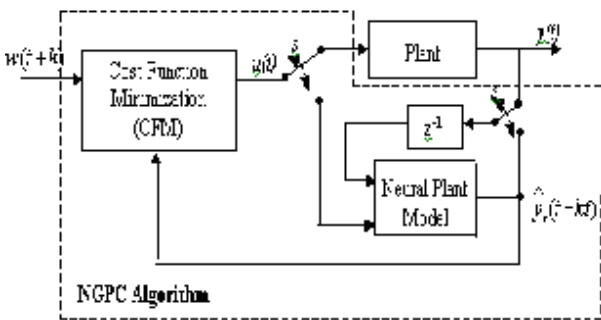 w(t+k)
Cost Function
Minimization
(CFM)
u(t)
s
Plant
s
z⁻¹
Neural Plant
Model
NGPC Algorithm